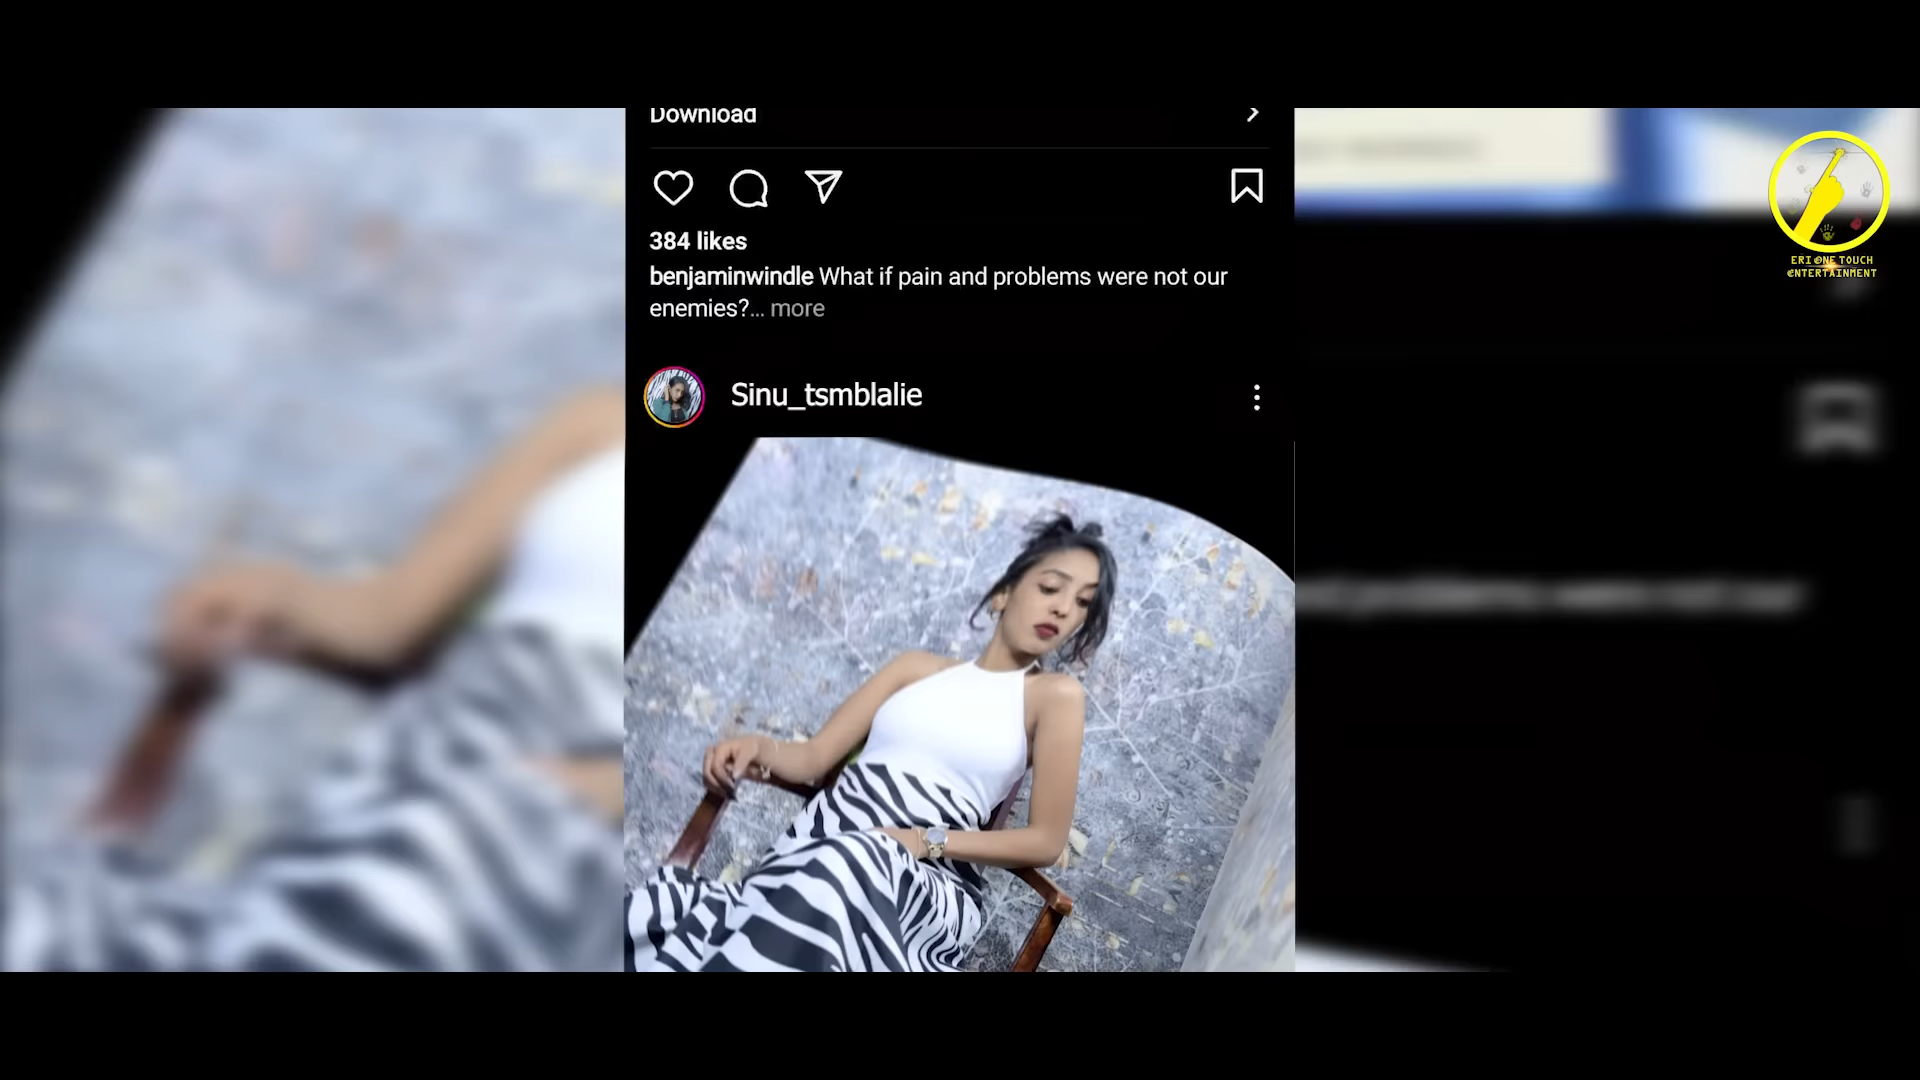 Download
384 likes
benjaminwindle What if pain and problems were not our
enemies?... more
Sinu_tsmblalie
ERI ONE TOUCH
ENTERTAINMENT